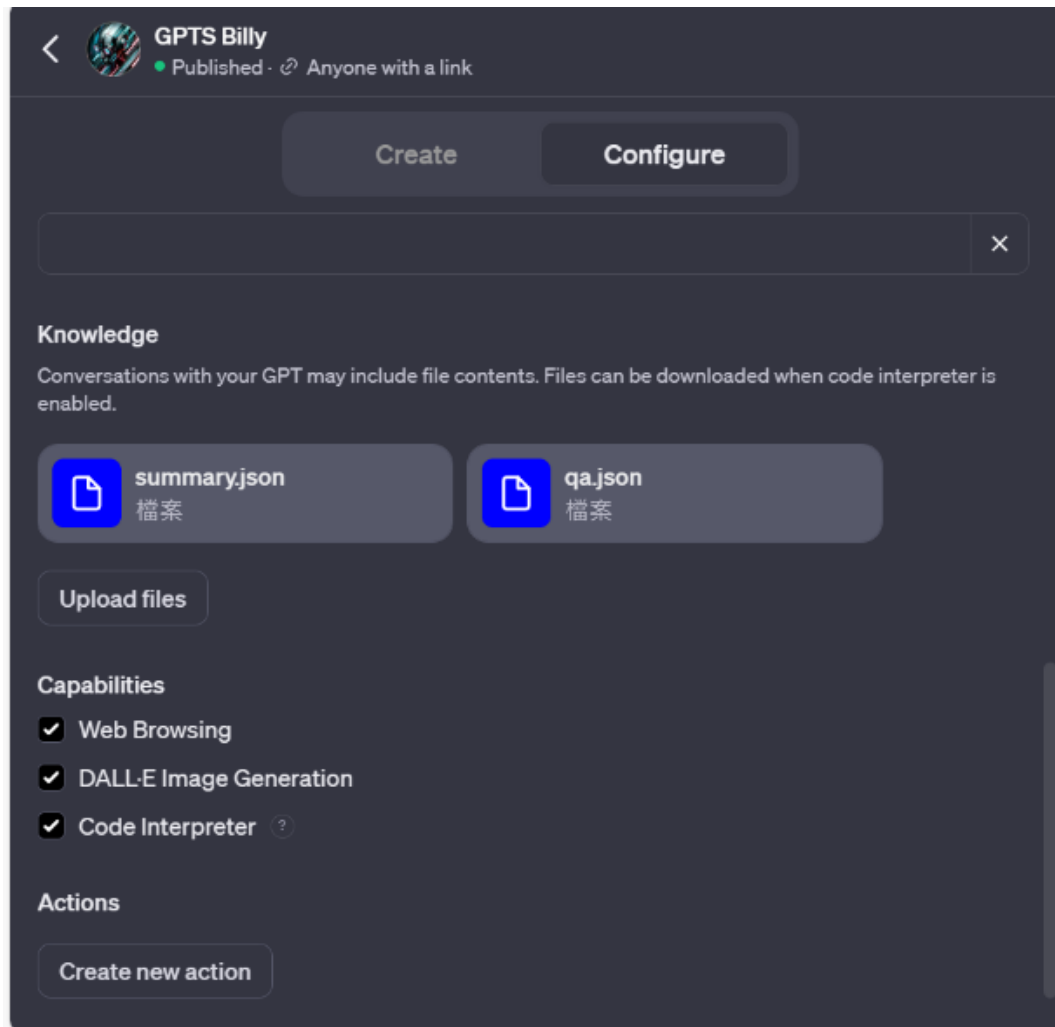 GPTS Billy
Published · Anyone with a link
Create
Configure
Knowledge
Conversations with your GPT may include file contents. Files can be downloaded when code interpreter is
enabled.
summary.json
檔案
qa.json
檔案
Upload files
Capabilities
Web Browsing
DALL·E Image Generation
Code Interpreter ?
Actions
Create new action